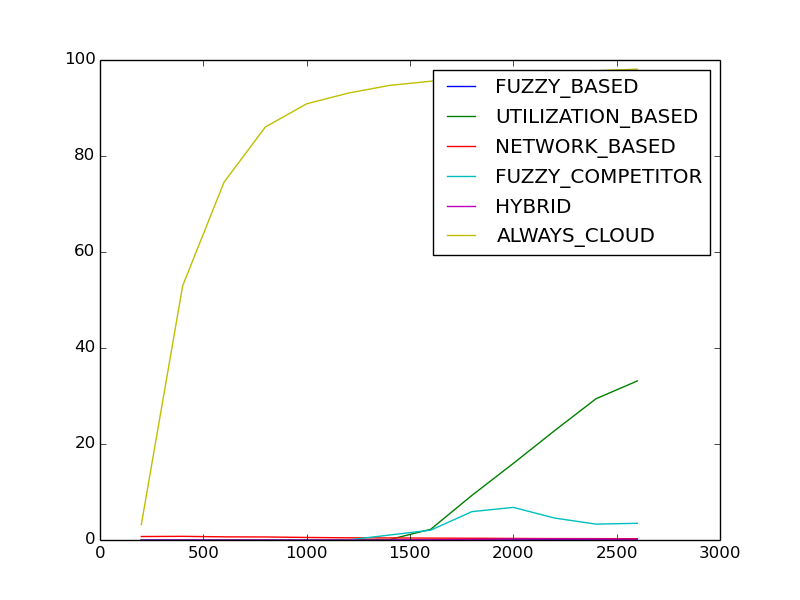 100
80
60
40
20
0
0 500 1000 1500 2000 2500 3000
FUZZY_BASED
UTILIZATION_BASED
NETWORK_BASED
FUZZY_COMPETITOR
HYBRID
ALWAYS_CLOUD